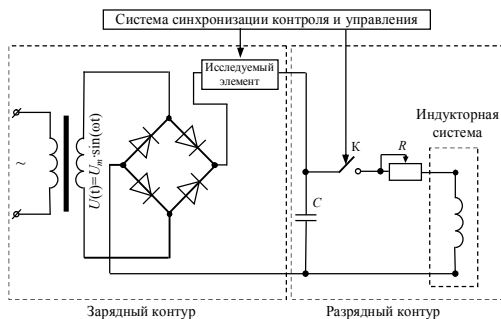 Система синхронизации контроля и управления
Исследуемый
элемент
Индукторная
система
К
R
~
U(t)=Uₘ·sin(ωt)
C
Зарядный контур
Разрядный контур